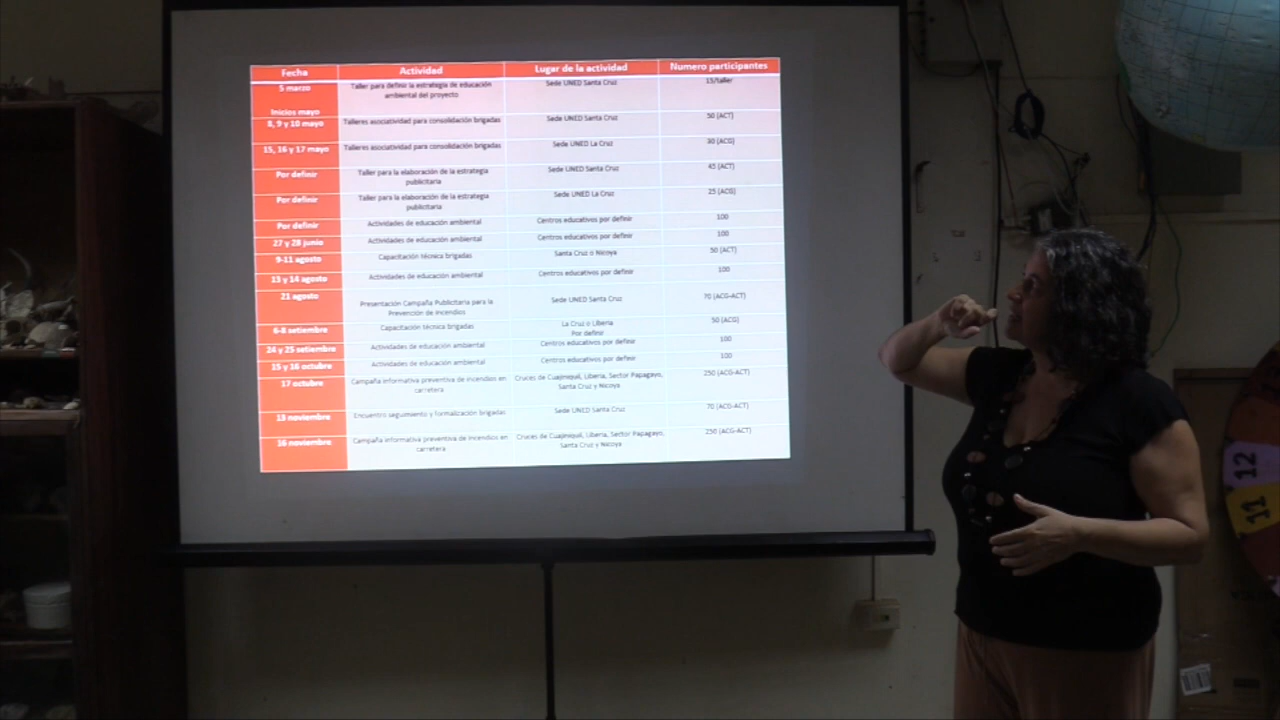 Fecha Actividad Lugar de la actividad Numero participantes
5 marzo Taller para definir la estrategia de educación Sede UNED Santa Cruz 15/taller
ambiental del proyecto
Inicios mayo
8, 9 y 10 mayo Talleres asociatividad para consolidación brigadas Sede UNED Santa Cruz 50 (ACT)
15, 16 y 17 mayo Talleres asociatividad para consolidación brigadas Sede UNED La Cruz 30 (ACG)
Por definir Taller para la elaboración de la estrategia Sede UNED Santa Cruz 45 (ACT)
publicitaria
Por definir Taller para la elaboración de la estrategia Sede UNED La Cruz 25 (ACG)
publicitaria
Por definir Actividades de educación ambiental Centros educativos por definir 100
27 y 28 junio Actividades de educación ambiental Centros educativos por definir 100
9-11 agosto Capacitación técnica brigadas Santa Cruz o Nicoya 50 (ACT)
13 y 14 agosto Actividades de educación ambiental Centros educativos por definir 100
21 agosto Presentación Campaña Publicitaria para la Sede UNED Santa Cruz 70 (ACG-ACT)
Prevención de Incendios
6-8 setiembre Capacitación técnica brigadas La Cruz o Liberia 50 (ACG)
Por definir
24 y 25 setiembre Actividades de educación ambiental Centros educativos por definir 100
15 y 16 octubre Actividades de educación ambiental Centros educativos por definir 100
17 octubre Campaña informativa preventiva de incendios en Cruces de Cuajiniquil, Liberia, Sector Papagayo, 250 (ACG-ACT)
carretera Santa Cruz y Nicoya
13 noviembre Encuentro seguimiento y formalización brigadas Sede UNED Santa Cruz 70 (ACG-ACT)
16 noviembre Campaña informativa preventiva de incendios en Cruces de Cuajiniquil, Liberia, Sector Papagayo, 250 (ACG-ACT)
carretera Santa Cruz y Nicoya
12
11